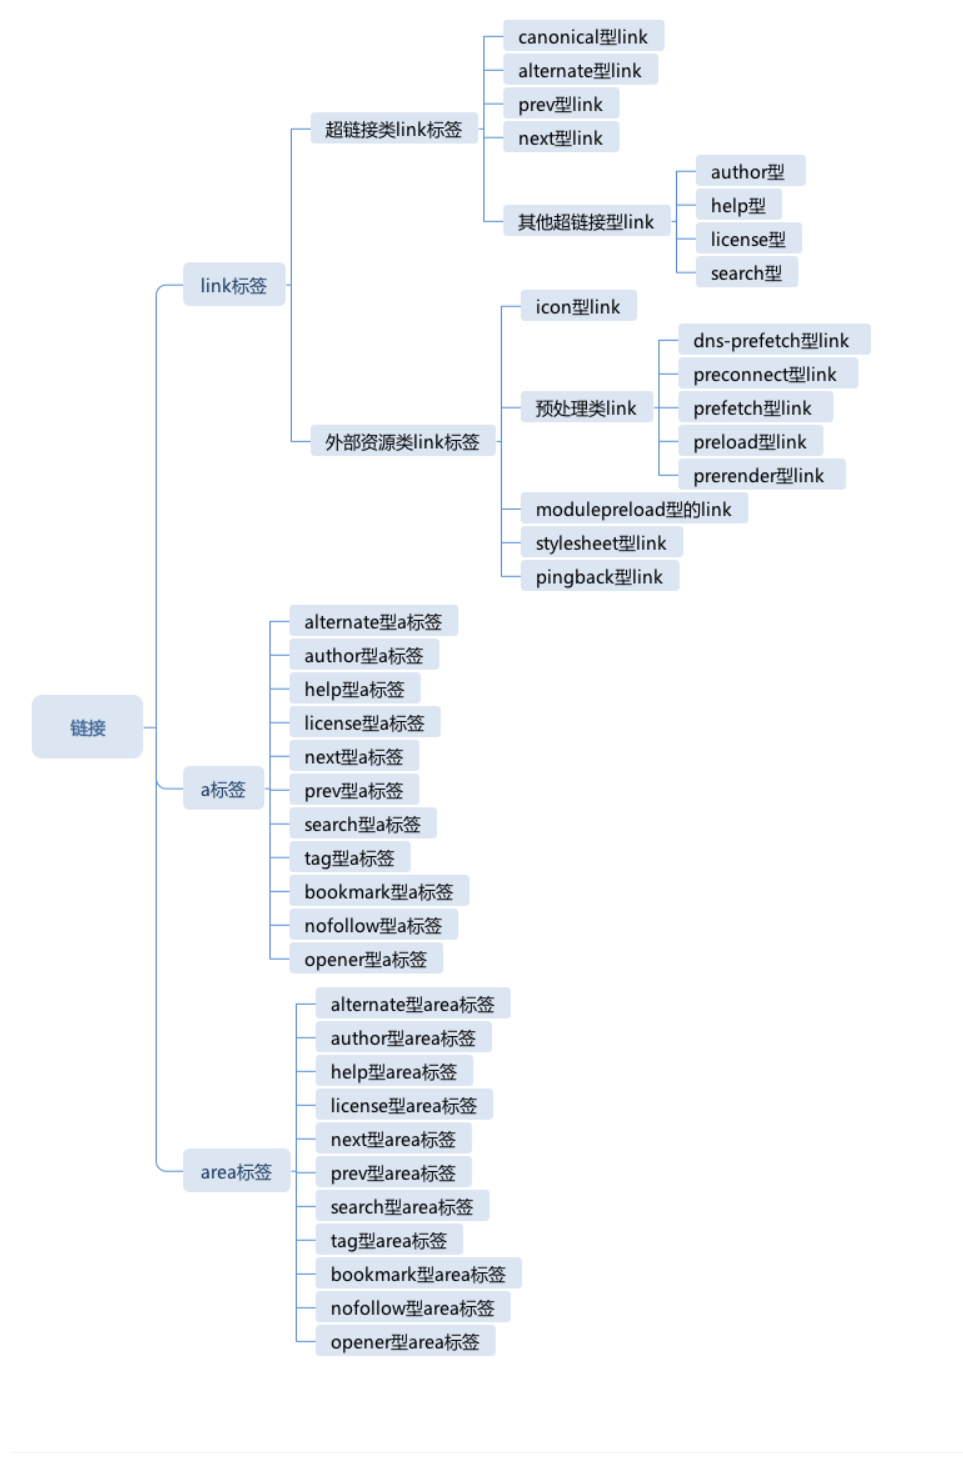 canonical型link
alternate型link
prev型link
next型link
超链接类link标签
author型
help型
其他超链接型link
license型
search型
link标签
icon型link
dns-prefetch型link
preconnect型link
预处理类link
prefetch型link
preload型link
外部资源类link标签
prerender型link
modulepreload型的link
stylesheet型link
pingback型link
alternate型a标签
author型a标签
help型a标签
license型a标签
链接
next型a标签
a标签
prev型a标签
search型a标签
tag型a标签
bookmark型a标签
nofollow型a标签
opener型a标签
alternate型area标签
author型area标签
help型area标签
license型area标签
next型area标签
area标签
prev型area标签
search型area标签
tag型area标签
bookmark型area标签
nofollow型area标签
opener型area标签